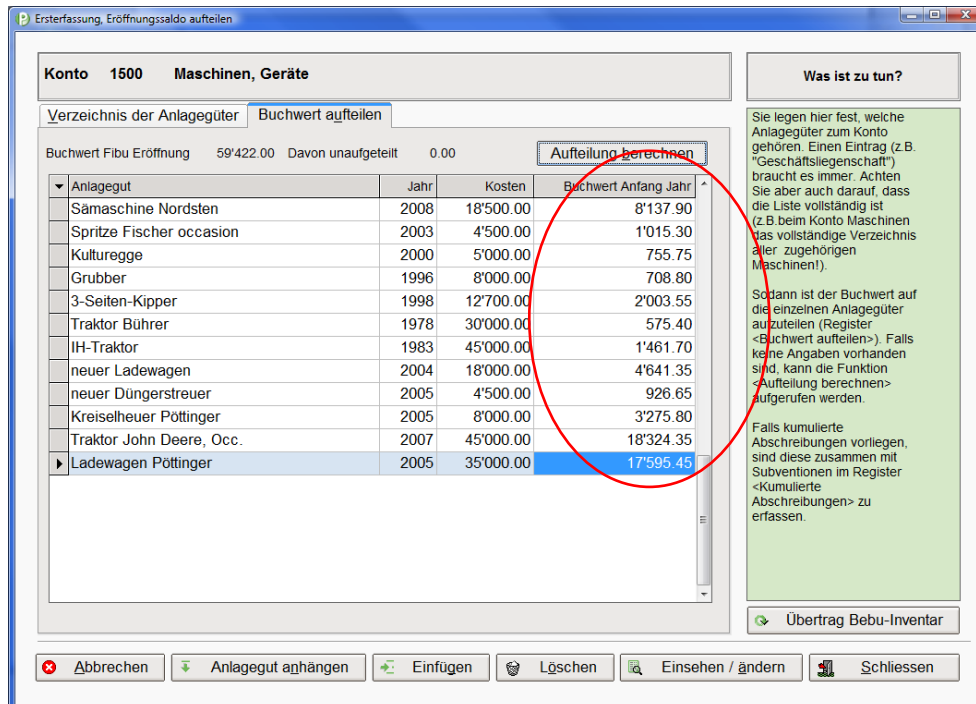 Ersterfassung, Eröffnungssaldo aufteilen
Konto 1500 Maschinen, Geräte
Verzeichnis der Anlagegüter Buchwert aufteilen
Buchwert Fibu Eröffnung 59'422.00 Davon unaufgeteilt 0.00 Aufteilung berechnen
Anlagegut Jahr Kosten Buchwert Anfang Jahr
Sämaschine Nordsten 2008 18'500.00 8'137.90
Spritze Fischer occasion 2003 4'500.00 1'015.30
Kulturegge 2000 5'000.00 755.75
Grubber 1996 8'000.00 708.80
3-Seiten-Kipper 1998 12'700.00 2'003.55
Traktor Bührer 1978 30'000.00 575.40
IH-Traktor 1983 45'000.00 1'461.70
neuer Ladewagen 2004 18'000.00 4'641.35
neuer Düngerstreuer 2005 4'500.00 926.65
Kreiselheuer Pöttinger 2005 8'000.00 3'275.80
Traktor John Deere, Occ. 2007 45'000.00 18'324.35
Ladewagen Pöttinger 2005 35'000.00 17'595.45
Was ist zu tun?
Sie legen hier fest, welche
Anlagegüter zum Konto
gehören. Einen Eintrag (z.B.
"Geschäftsliegenschaft")
braucht es immer. Achten
Sie aber auch darauf, dass
die Liste vollständig ist
(z.B.beim Konto Maschinen
das vollständige Verzeichnis
aller zugehörigen
Maschinen!).
Sodann ist der Buchwert auf
die einzelnen Anlagegüter
aufzuteilen (Register
<Buchwert aufteilen>). Falls
keine Angaben vorhanden
sind, kann die Funktion
<Aufteilung berechnen>
aufgerufen werden.
Falls kumulierte
Abschreibungen vorliegen,
sind diese zusammen mit
Subventionen im Register
<Kumulierte
Abschreibungen> zu
erfassen.
Übertrag Bebu-Inventar
Abbrechen Anlagegut anhängen Einfügen Löschen Einsehen / ändern Schliessen